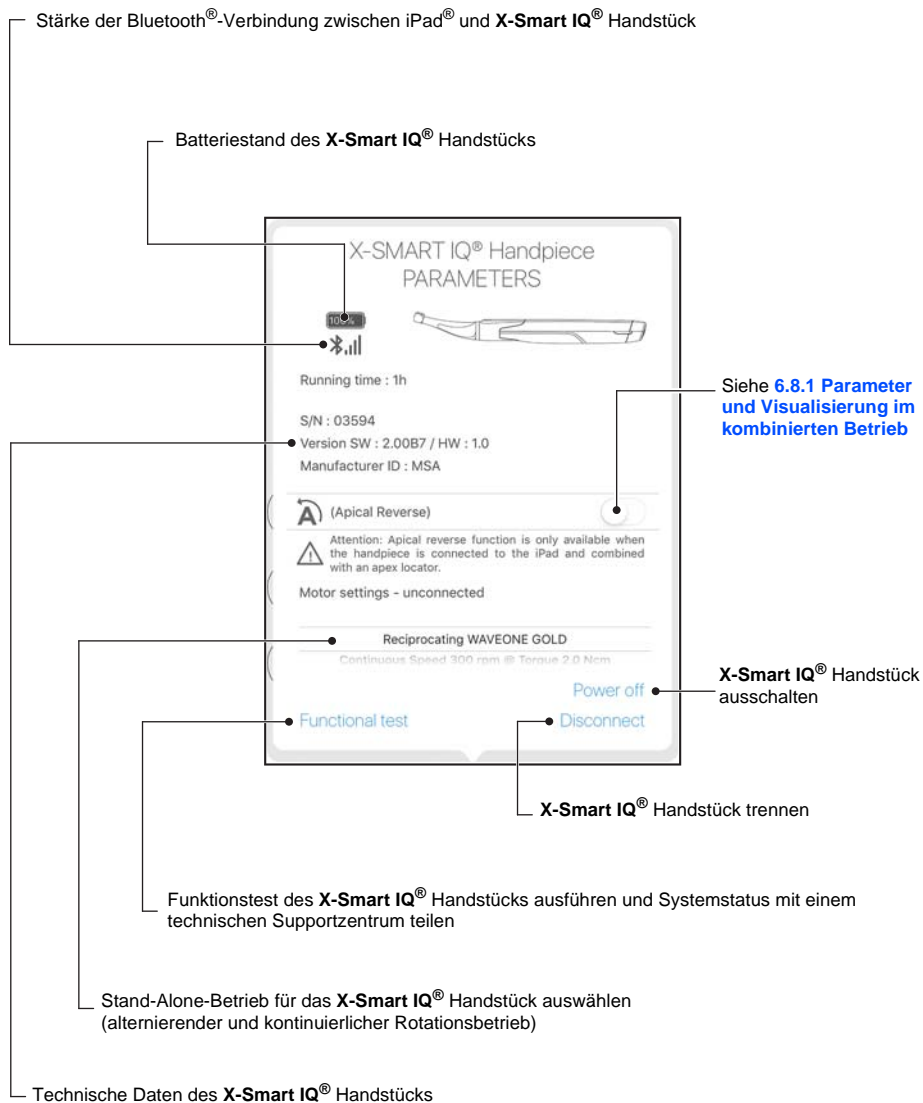 Stärke der Bluetooth®-Verbindung zwischen iPad® und X-Smart IQ® Handstück
Batteriestand des X-Smart IQ® Handstücks
X-SMART IQ® Handpiece
PARAMETERS
100%
Running time : 1h
S/N : 03594
Version SW : 2.00B7 / HW : 1.0
Manufacturer ID : MSA
Siehe 6.8.1 Parameter
und Visualisierung im
kombinierten Betrieb
A (Apical Reverse)
Attention: Apical reverse function is only available when
the handpiece is connected to the iPad and combined
with an apex locator.
Motor settings - unconnected
Reciprocating WAVEONE GOLD
Continuous Speed 300 rpm @ Torque 2.0 Ncm
Power off
X-Smart IQ® Handstück
ausschalten
Functional test
Disconnect
X-Smart IQ® Handstück trennen
Funktionstest des X-Smart IQ® Handstücks ausführen und Systemstatus mit einem
technischen Supportzentrum teilen
Stand-Alone-Betrieb für das X-Smart IQ® Handstück auswählen
(alternierender und kontinuierlicher Rotationsbetrieb)
Technische Daten des X-Smart IQ® Handstücks